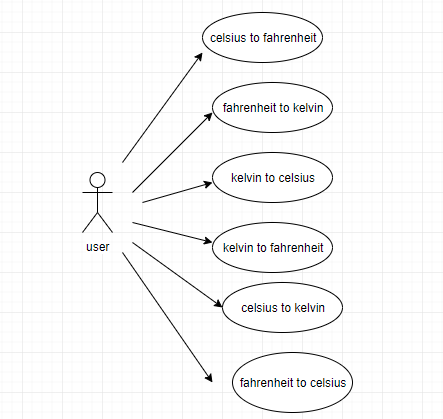 celsius to fahrenheit
fahrenheit to kelvin
kelvin to celsius
user
kelvin to fahrenheit
celsius to kelvin
fahrenheit to celsius